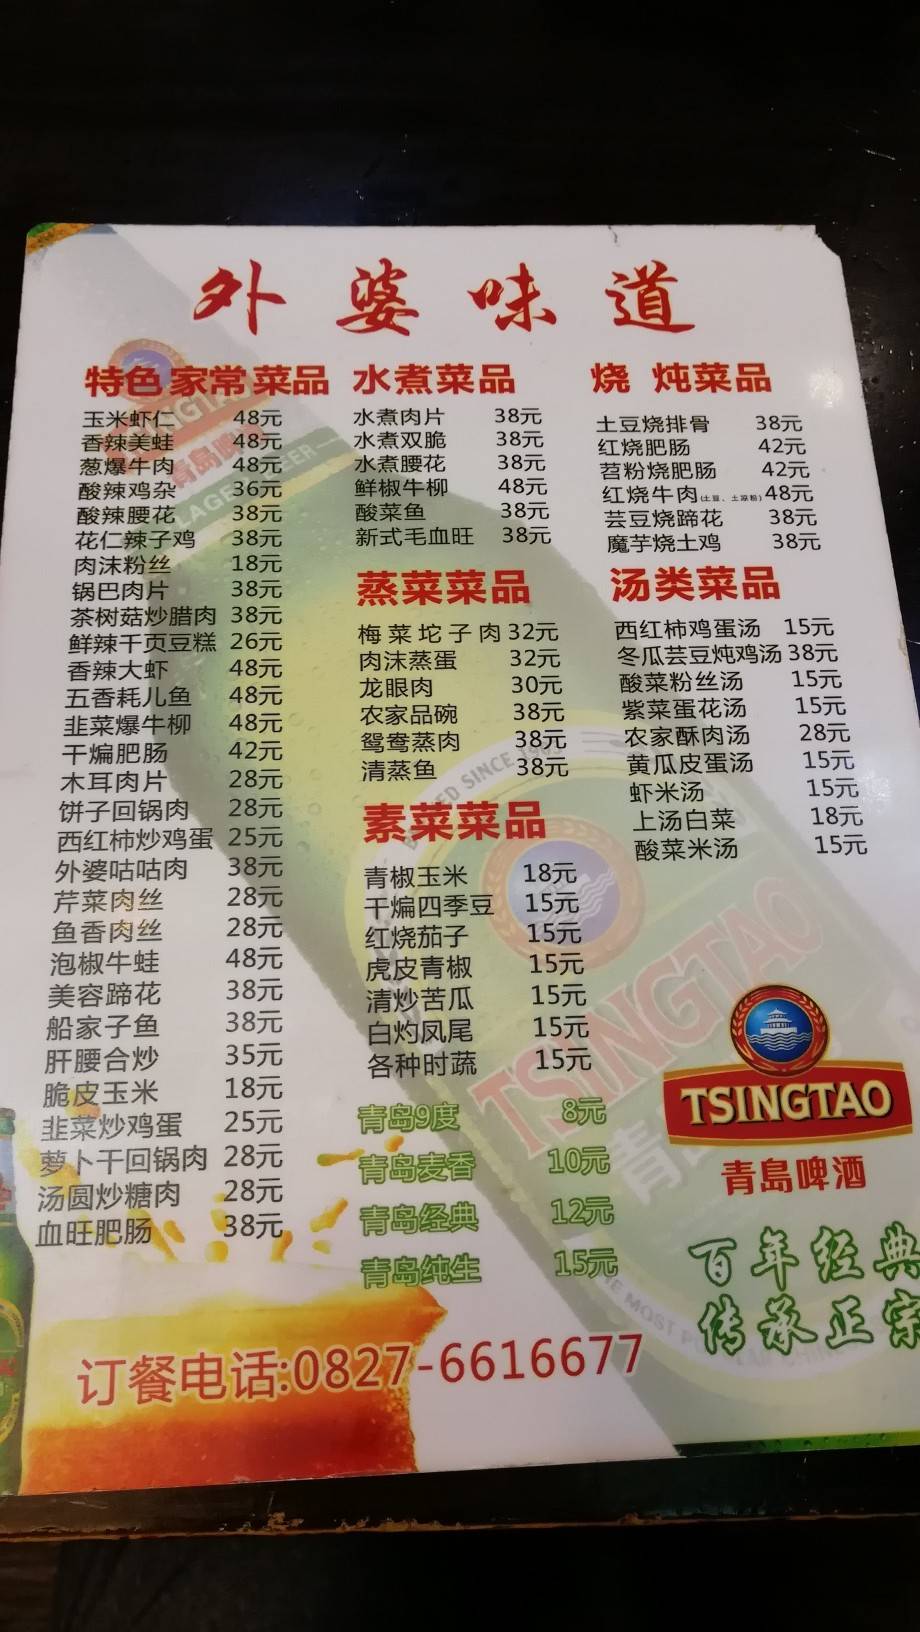 外婆味道
特色家常菜品
玉米虾仁 48元
香辣美蛙 48元
葱爆牛肉 48元
酸辣鸡杂 36元
酸辣腰花 38元
花仁辣子鸡 38元
肉沫粉丝 18元
锅巴肉片 38元
茶树菇炒腊肉 38元
鲜辣千页豆糕 26元
香辣大虾 48元
五香耗儿鱼 48元
韭菜爆牛柳 48元
干煸肥肠 42元
木耳肉片 28元
饼子回锅肉 28元
西红柿炒鸡蛋 25元
外婆咕咕肉 38元
芹菜肉丝 28元
鱼香肉丝 28元
泡椒牛蛙 48元
美容蹄花 38元
船家子鱼 38元
肝腰合炒 35元
脆皮玉米 18元
韭菜炒鸡蛋 25元
萝卜干回锅肉 28元
汤圆炒糖肉 28元
血旺肥肠 38元
水煮菜品
水煮肉片 38元
水煮双脆 38元
水煮腰花 38元
鲜椒牛柳 48元
酸菜鱼 38元
新式毛血旺 38元
蒸菜菜品
梅菜坨子肉 32元
肉沫蒸蛋 32元
龙眼肉 30元
农家品碗 38元
鸳鸯蒸肉 38元
清蒸鱼 38元
素菜菜品
青椒玉米 18元
干煸四季豆 15元
红烧茄子 15元
虎皮青椒 15元
清炒苦瓜 15元
白灼凤尾 15元
各种时蔬 15元
青岛9度 8元
青岛麦香 10元
青岛经典 12元
青岛纯生 15元
烧炖菜品
土豆烧排骨 38元
红烧肥肠 42元
苕粉烧肥肠 42元
红烧牛肉(土豆、土凉粉) 48元
芸豆烧蹄花 38元
魔芋烧土鸡 38元
汤类菜品
西红柿鸡蛋汤 15元
冬瓜芸豆炖鸡汤 38元
酸菜粉丝汤 15元
紫菜蛋花汤 15元
农家酥肉汤 28元
黄瓜皮蛋汤 15元
虾米汤 15元
上汤白菜 18元
酸菜米汤 15元
TSINGTAO
青岛啤酒
百年经典
传承正宗
订餐电话:0827-6616677